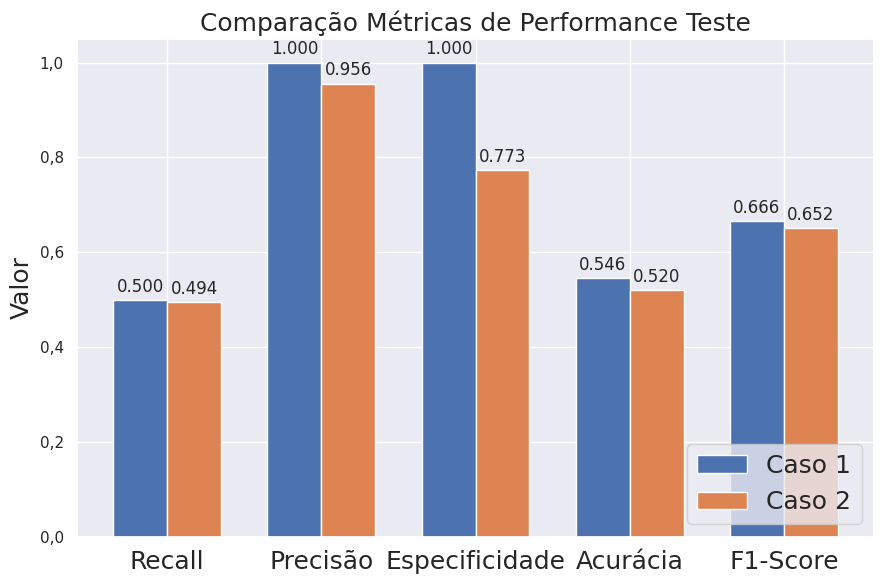 Comparação Métricas de Performance Teste
Valor
1,0
0,8
0,6
0,4
0,2
0,0
0.500
0.494
1.000
0.956
1.000
0.773
0.546
0.520
0.666
0.652
Recall
Precisão
Especificidade
Acurácia
F1-Score
Caso 1
Caso 2